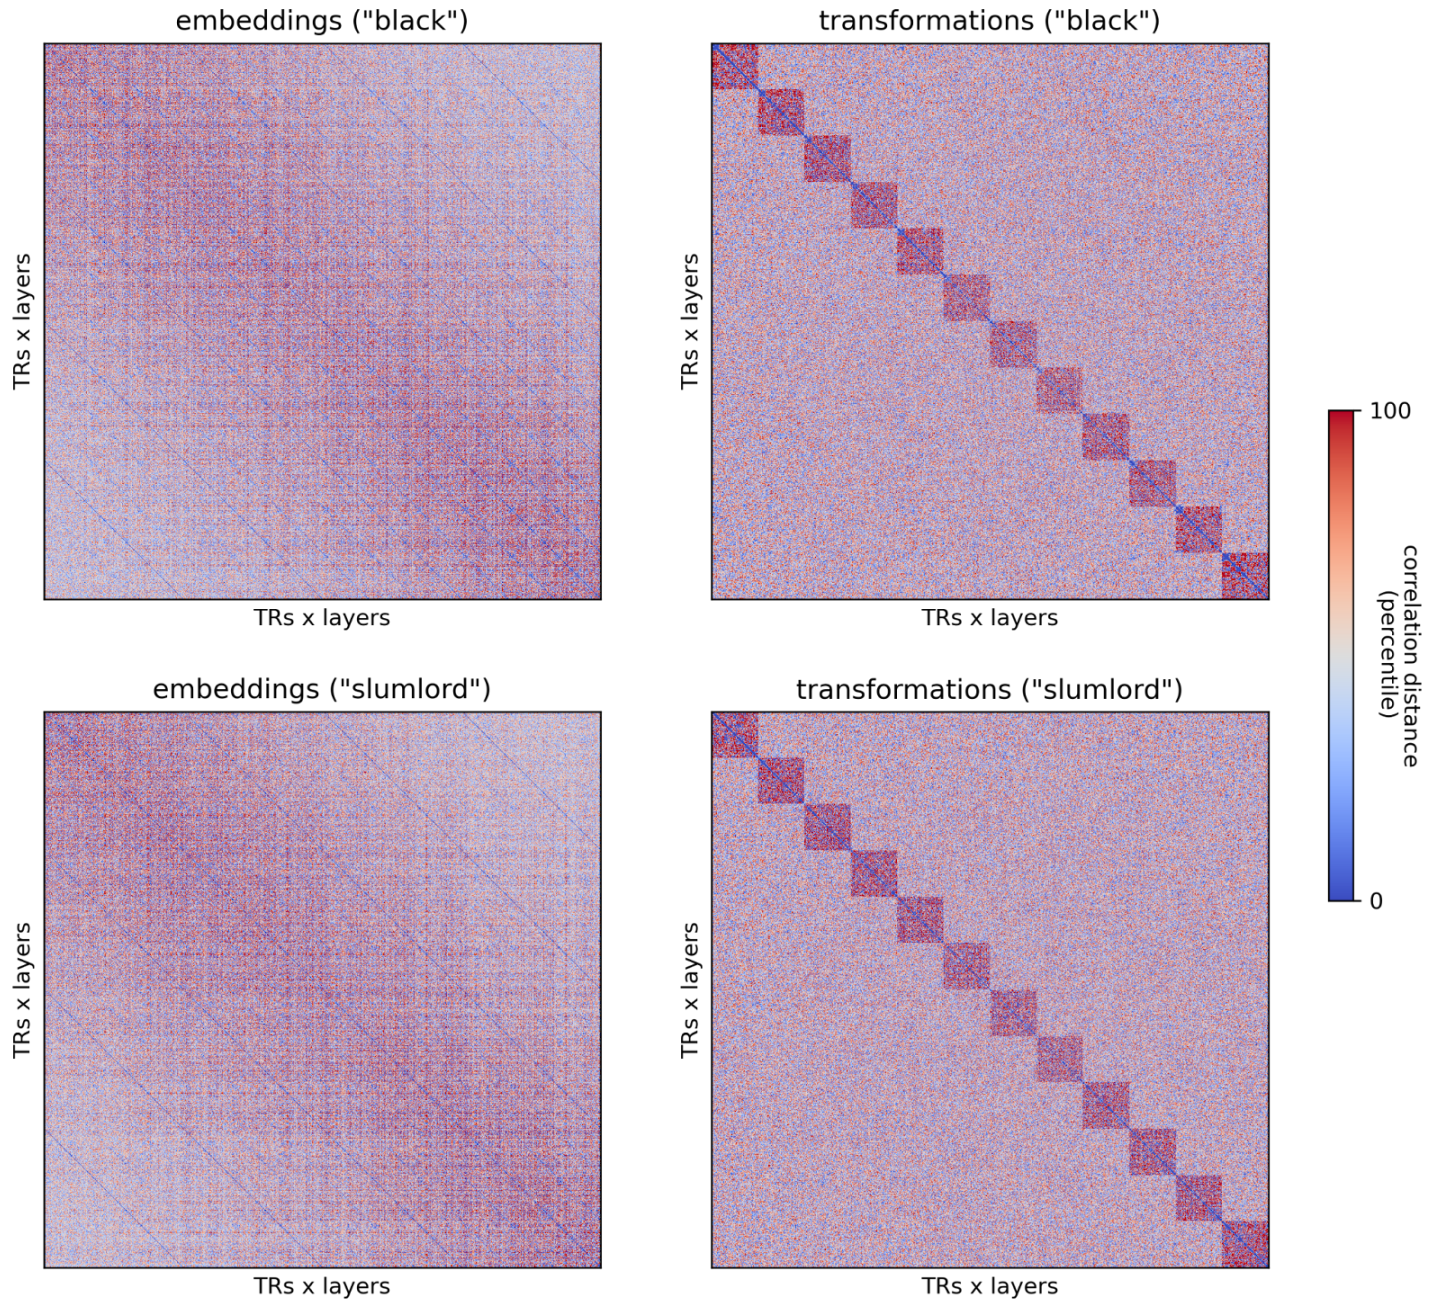 embeddings ("black")
transformations ("black")
TRs x layers
TRs x layers
TRs x layers
TRs x layers
100
correlation distance
(percentile)
0
embeddings ("slumlord")
transformations ("slumlord")
TRs x layers
TRs x layers
TRs x layers
TRs x layers